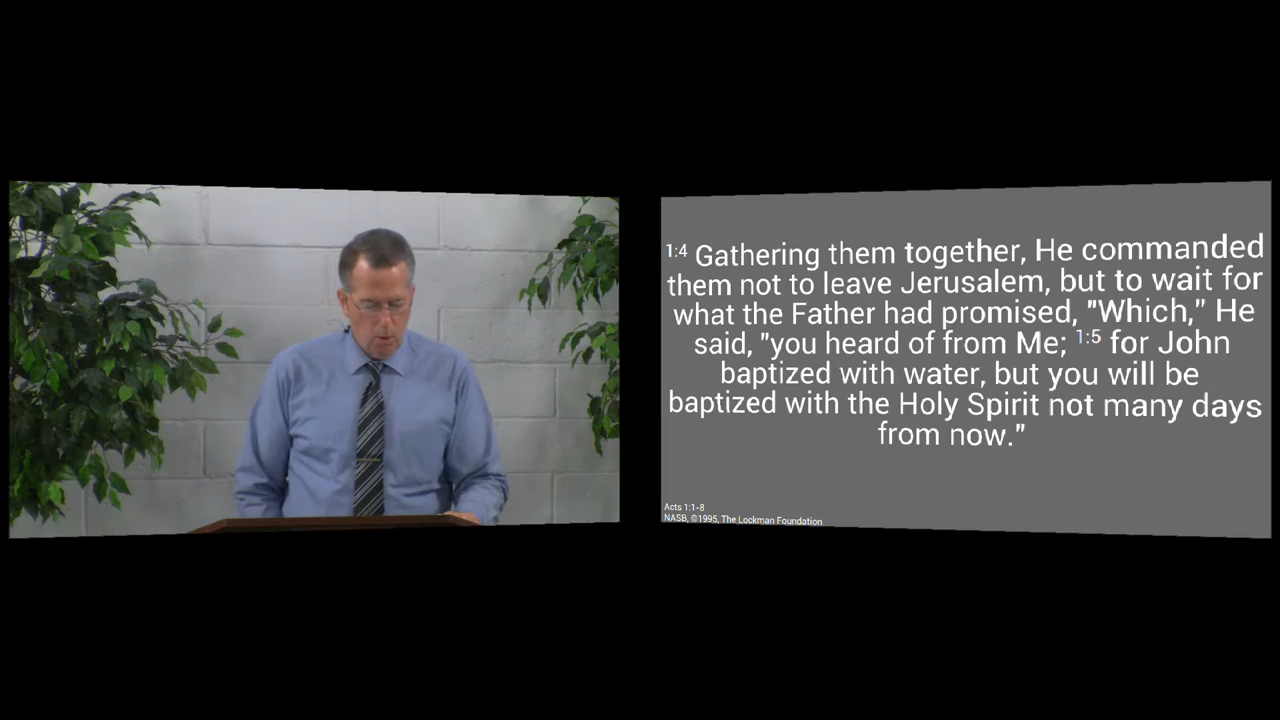 1:4 Gathering them together, He commanded
them not to leave Jerusalem, but to wait for
what the Father had promised, "Which," He
said, "you heard of from Me; 1:5 for John
baptized with water, but you will be
baptized with the Holy Spirit not many days
from now."
Acts 1:1-8
NASB, ©1995, The Lockman Foundation